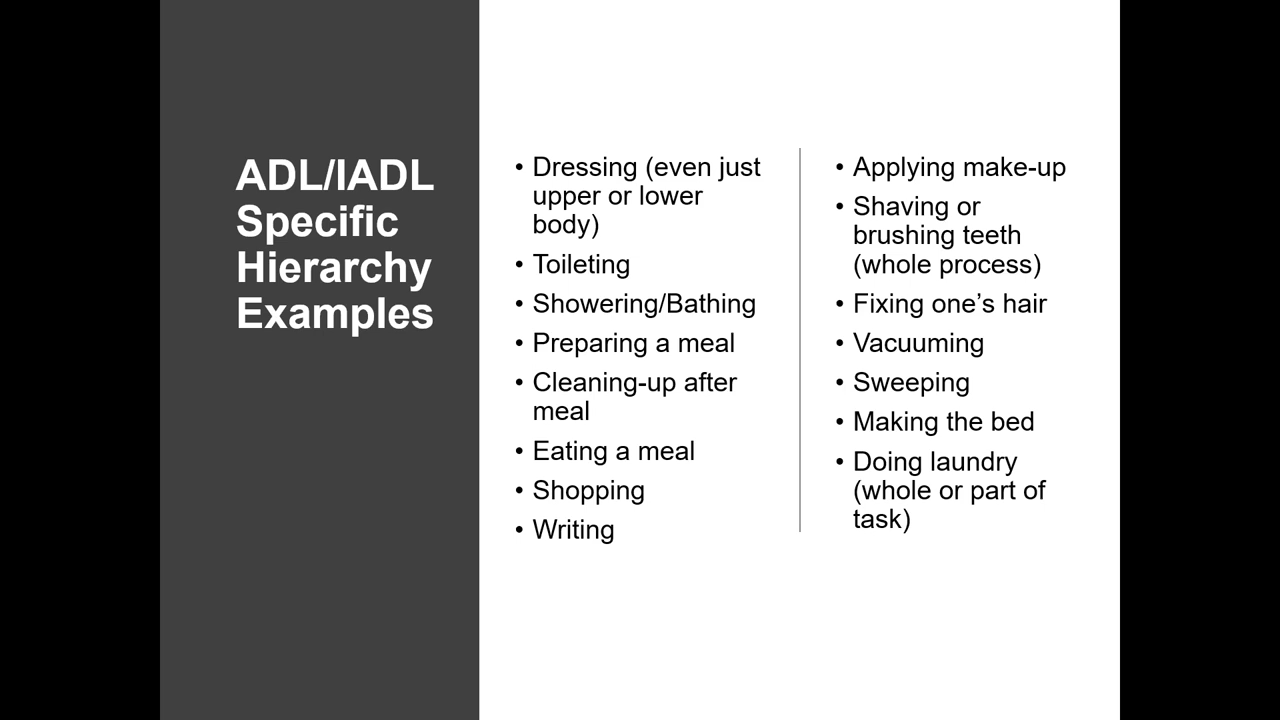 ADL/IADL
Specific
Hierarchy
Examples
• Dressing (even just
upper or lower
body)
• Toileting
• Showering/Bathing
• Preparing a meal
• Cleaning-up after
meal
• Eating a meal
• Shopping
• Writing
• Applying make-up
• Shaving or
brushing teeth
(whole process)
• Fixing one’s hair
• Vacuuming
• Sweeping
• Making the bed
• Doing laundry
(whole or part of
task)